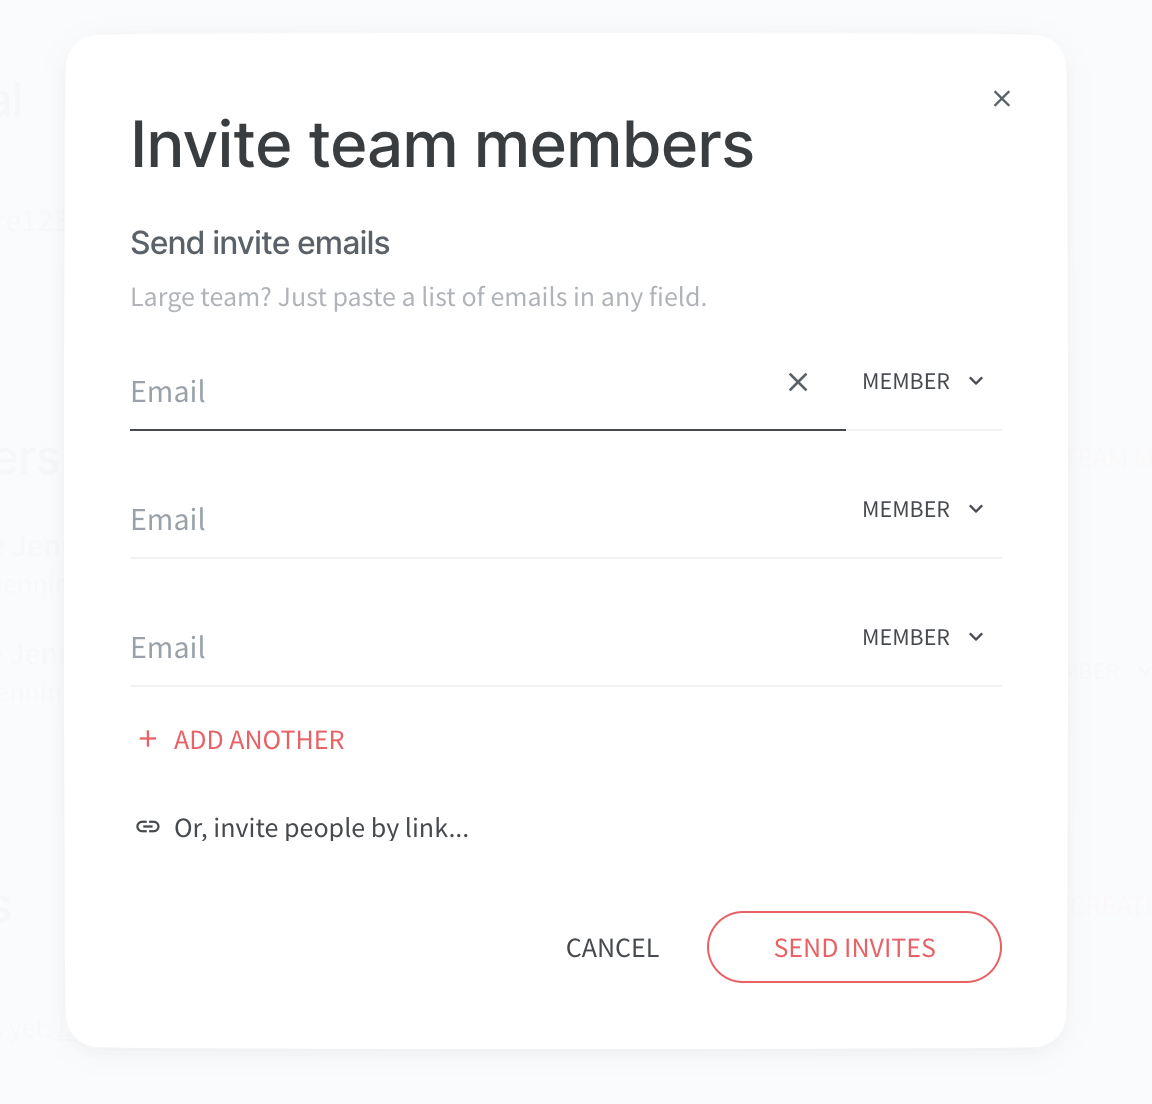 Invite team members
Send invite emails
Large team? Just paste a list of emails in any field.
Email
MEMBER
Email
MEMBER
Email
MEMBER
+ ADD ANOTHER
Or, invite people by link...
CANCEL
SEND INVITES